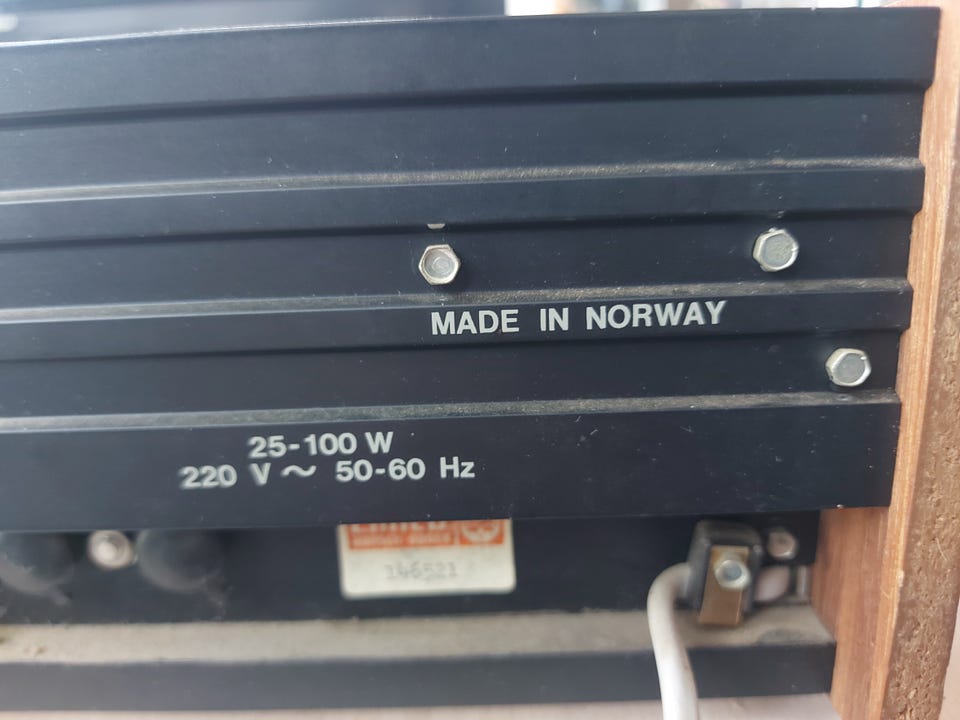 MADE IN NORWAY
25-100 W
220 V ~ 50-60 Hz
146521